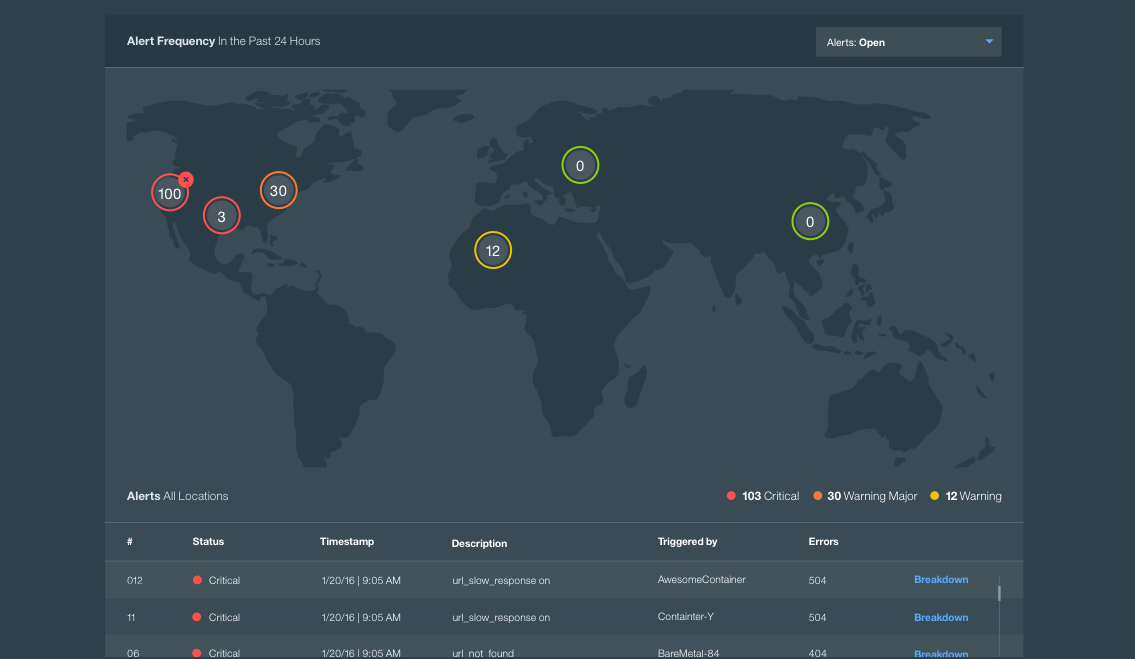 Alert Frequency In the Past 24 Hours
Alerts: Open
0
100
30
3
0
12
Alerts All Locations
103 Critical 30 Warning Major 12 Warning
# Status Timestamp Description Triggered by Errors
012 Critical 1/20/16 | 9:05 AM url_slow_response on AwesomeContainer 504 Breakdown
11 Critical 1/20/16 | 9:05 AM url_slow_response on Containter-Y 504 Breakdown
06 Critical 1/20/16 | 9:05 AM url_not_found BareMetal-84 404 Breakdown